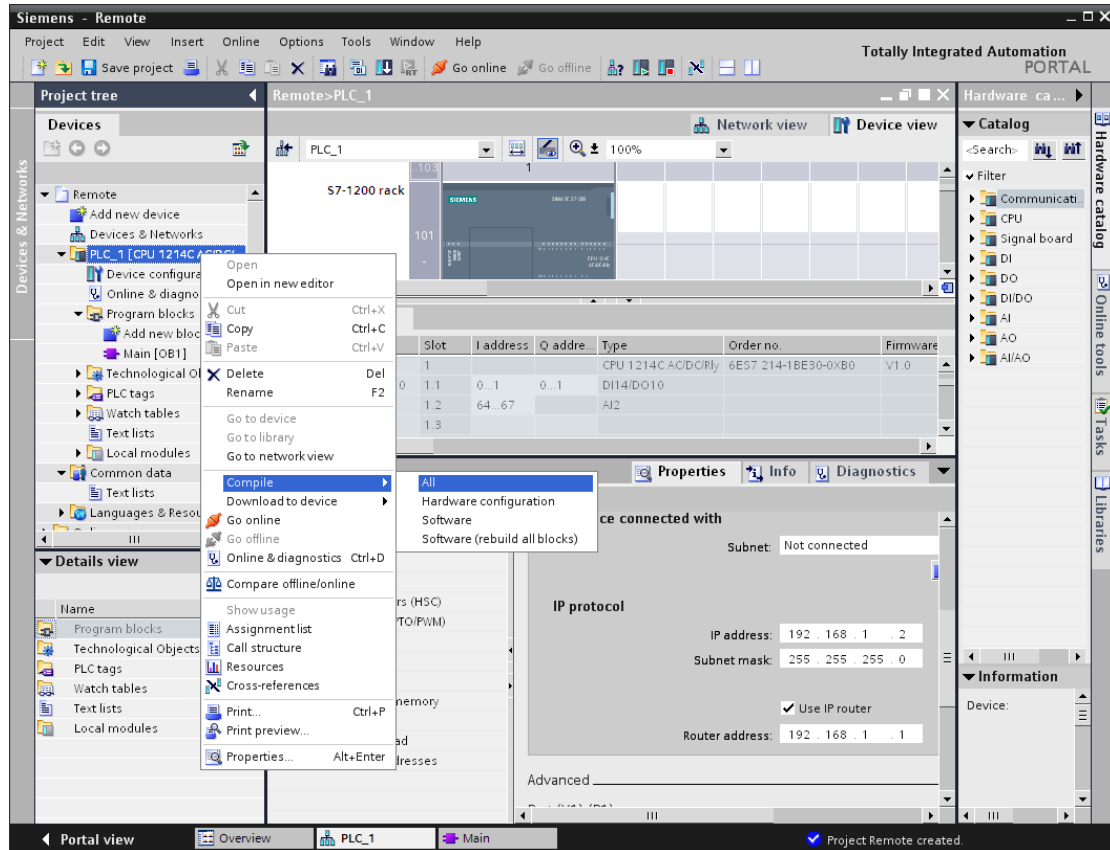 Siemens - Remote
Project Edit View Insert Online Options Tools Window Help
Totally Integrated Automation
PORTAL
Save project Go online Go offline
Project tree
Remote>PLC_1
Hardware ca...
Devices
Network view Device view
Catalog
PLC_1 100%
<Search>
Filter
Devices & Networks
Remote
Add new device
Devices & Networks
PLC_1 [CPU 1214C AC/DC/
Device configura
Online & diagno
Program blocks
Add new bloc
Main [OB1]
Technological Ol
PLC tags
Watch tables
Text lists
Local modules
Common data
Text lists
Languages & Resou
S7-1200 rack
103 1
101
SIEMENS
Communicati..
CPU
Signal board
DI
DO
DI/DO
AI
AO
AI/AO
Hardware catalog
Online tools
Tasks
Libraries
Open
Open in new editor
Cut Ctrl+X
Copy Ctrl+C
Paste Ctrl+V
Delete Del
Rename F2
Go to device
Go to library
Go to network view
Compile
Download to device
Go online
Go offline
Online & diagnostics Ctrl+D
Compare offline/online
Show usage
Assignment list
Call structure
Resources
Cross-references
Print... Ctrl+P
Print preview...
Properties... Alt+Enter
All
Hardware configuration
Software
Software (rebuild all blocks)
Slot I address Q addre... Type Order no. Firmware
1 CPU 1214C AC/DC/Rly 6ES7 214-1BE30-0XB0 V1.0
0 1.1 0...1 0...1 DI14/DO10
1.2 64...67 AI2
1.3
Properties Info Diagnostics
ce connected with
Subnet: Not connected
IP protocol
IP address: 192 . 168 . 1 . 2
Subnet mask: 255 . 255 . 255 . 0
Use IP router
Router address: 192 . 168 . 1 . 1
Advanced
rs (HSC)
TO/PWM)
memory
ad
resses
Details view
Name
Program blocks
Technological Objects
PLC tags
Watch tables
Text lists
Local modules
Information
Device:
Portal view Overview PLC_1 Main
Project Remote created.